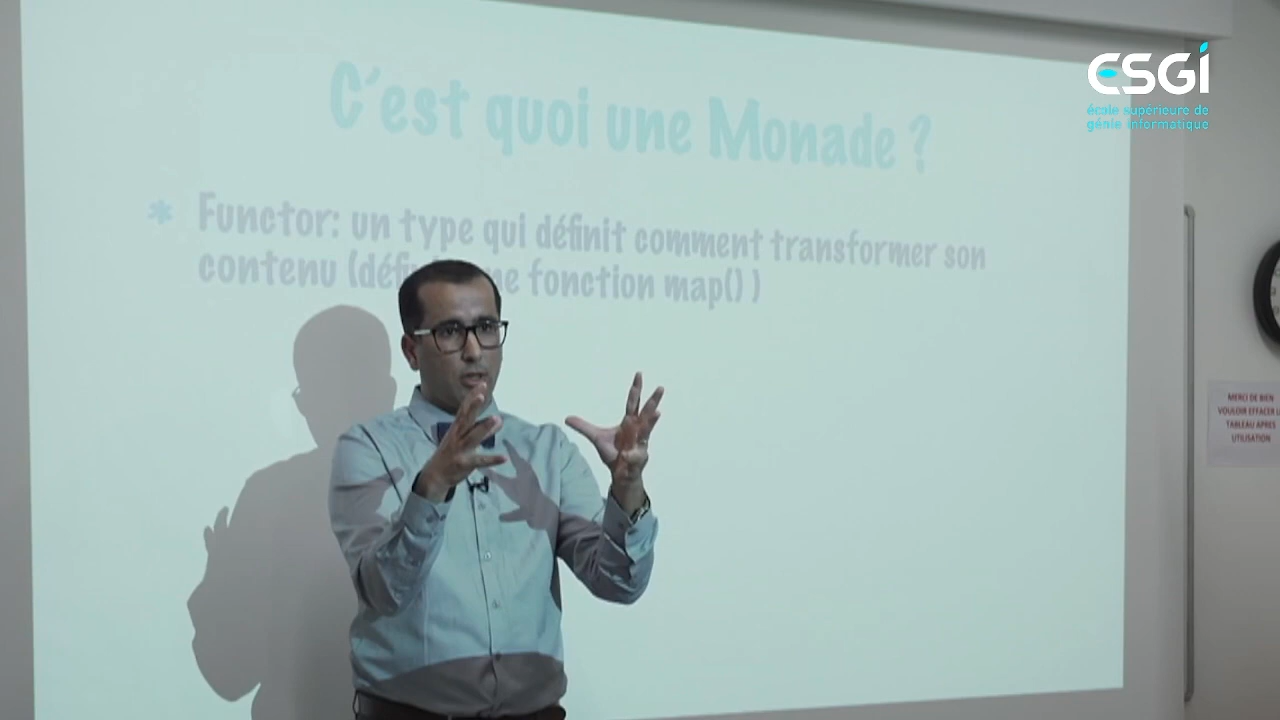 C'est quoi une Monade ?
* Functor: un type qui définit comment transformer son
contenu fonction map() )
ESGI
école supérieure de
génie informatique
MERCI DE BIEN
VOULOIR EFFACER
TABLEAU APRES
UTILISATION